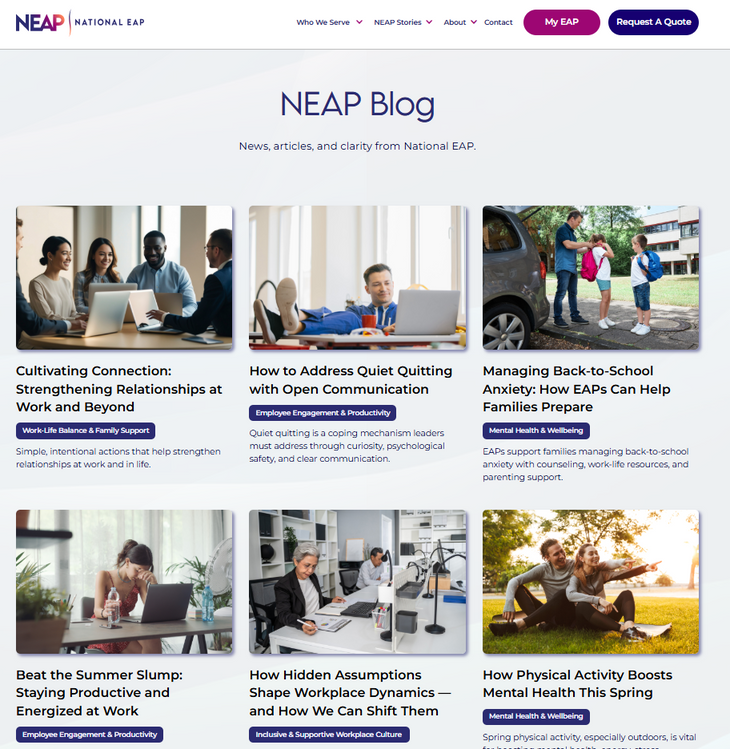 NEAP NATIONAL EAP
Who We Serve
NEAP Stories
About
Contact
My EAP
Request A Quote
NEAP Blog
News, articles, and clarity from National EAP.
Cultivating Connection:
Strengthening Relationships at
Work and Beyond
Work-Life Balance & Family Support
Simple, intentional actions that help strengthen
relationships at work and in life.
How to Address Quiet Quitting
with Open Communication
Employee Engagement & Productivity
Quiet quitting is a coping mechanism leaders
must address through curiosity, psychological
safety, and clear communication.
Managing Back-to-School
Anxiety: How EAPs Can Help
Families Prepare
Mental Health & Wellbeing
EAPs support families managing back-to-school
anxiety with counseling, work-life resources, and
parenting support.
Beat the Summer Slump:
Staying Productive and
Energized at Work
Employee Engagement & Productivity
How Hidden Assumptions
Shape Workplace Dynamics —
and How We Can Shift Them
Inclusive & Supportive Workplace Culture
How Physical Activity Boosts
Mental Health This Spring
Mental Health & Wellbeing
Spring physical activity, especially outdoors, is vital